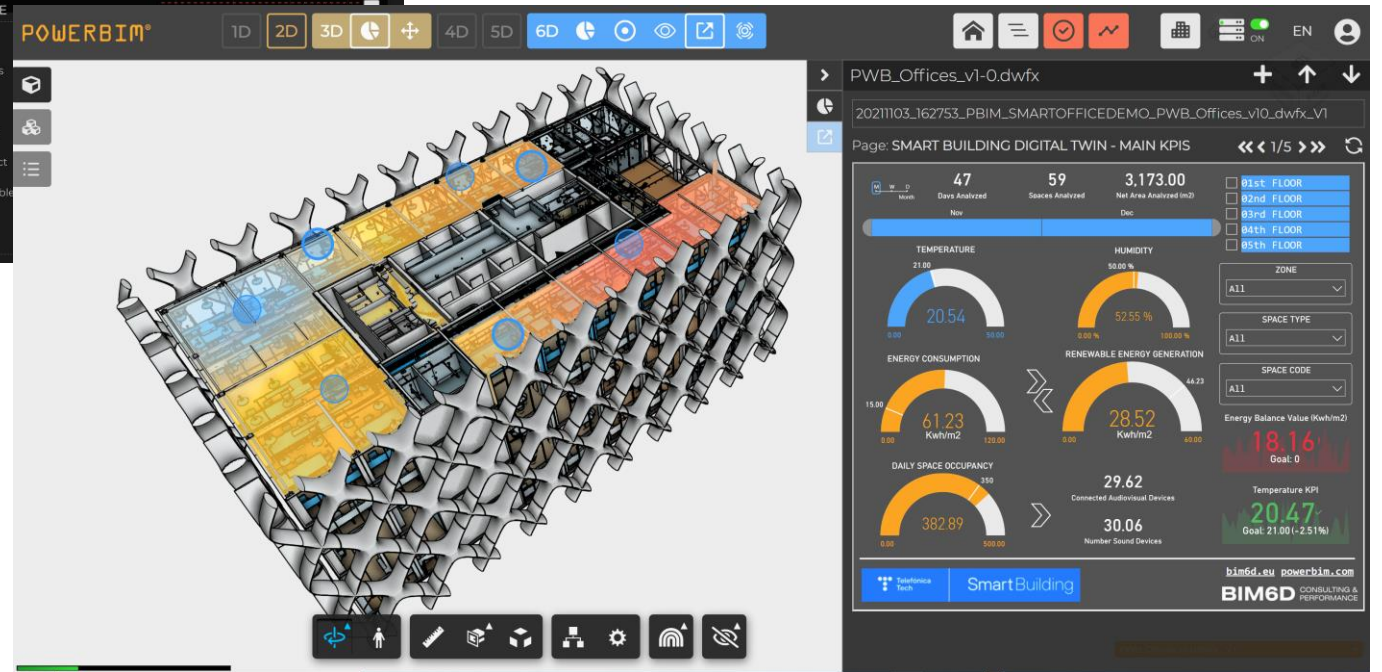 E
s
ct
ble
POWERBIM®
1D 2D 3D 4D 5D 6D
ON
EN
PWB_Offices_v1-0.dwfx
20211103_162753_PBIM_SMARTOFFICEDEMO_PWB_Offices_v10_dwfx_V1
Page: SMART BUILDING DIGITAL TWIN - MAIN KPIS
1/5
M W D
Month
47
Days Analyzed
59
Spaces Analyzed
3,173.00
Net Area Analyzed (m2)
Nov
Dec
01st FLOOR
02nd FLOOR
03rd FLOOR
04th FLOOR
05th FLOOR
TEMPERATURE
21.00
20.54
0.00
50.00
HUMIDITY
50.00 %
52.55 %
0.00 %
100.00 %
ZONE
All
SPACE TYPE
All
SPACE CODE
All
ENERGY CONSUMPTION
15.00
61.23
Kwh/m2
0.00
120.00
RENEWABLE ENERGY GENERATION
46.23
28.52
Kwh/m2
0.00
60.00
Energy Balance Value (Kwh/m2)
18.16
Goal: 0
DAILY SPACE OCCUPANCY
350
382.89
0.00
500.00
29.62
Connected Audiovisual Devices
30.06
Number Sound Devices
Temperature KPI
20.47
Goal: 21.00 (-2.51%)
Telefónica
Tech
SmartBuilding
bim6d.eu powerbim.com
BIM6D CONSULTING &
PERFORMANCE